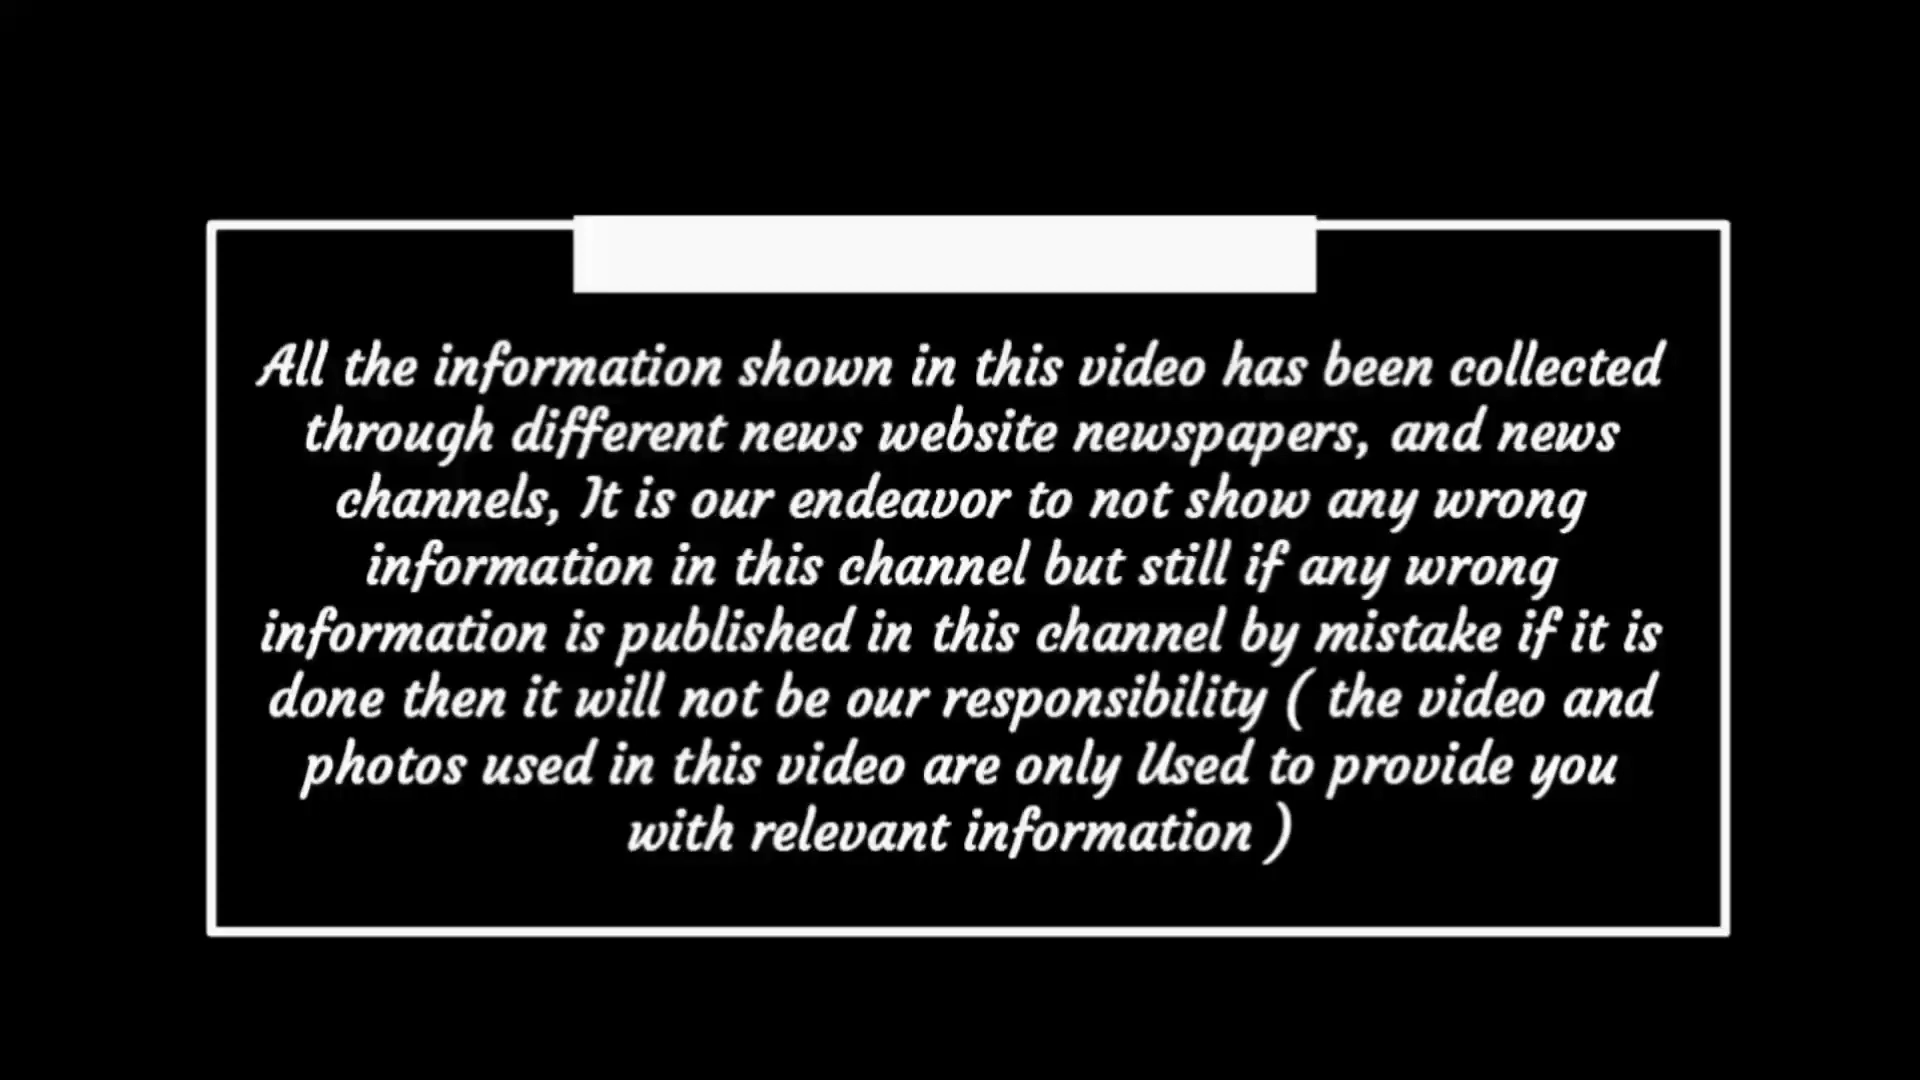 All the information shown in this video has been collected
through different news website newspapers, and news
channels, It is our endeavor to not show any wrong
information in this channel but still if any wrong
information is published in this channel by mistake if it is
done then it will not be our responsibility ( the video and
photos used in this video are only Used to provide you
with relevant information )